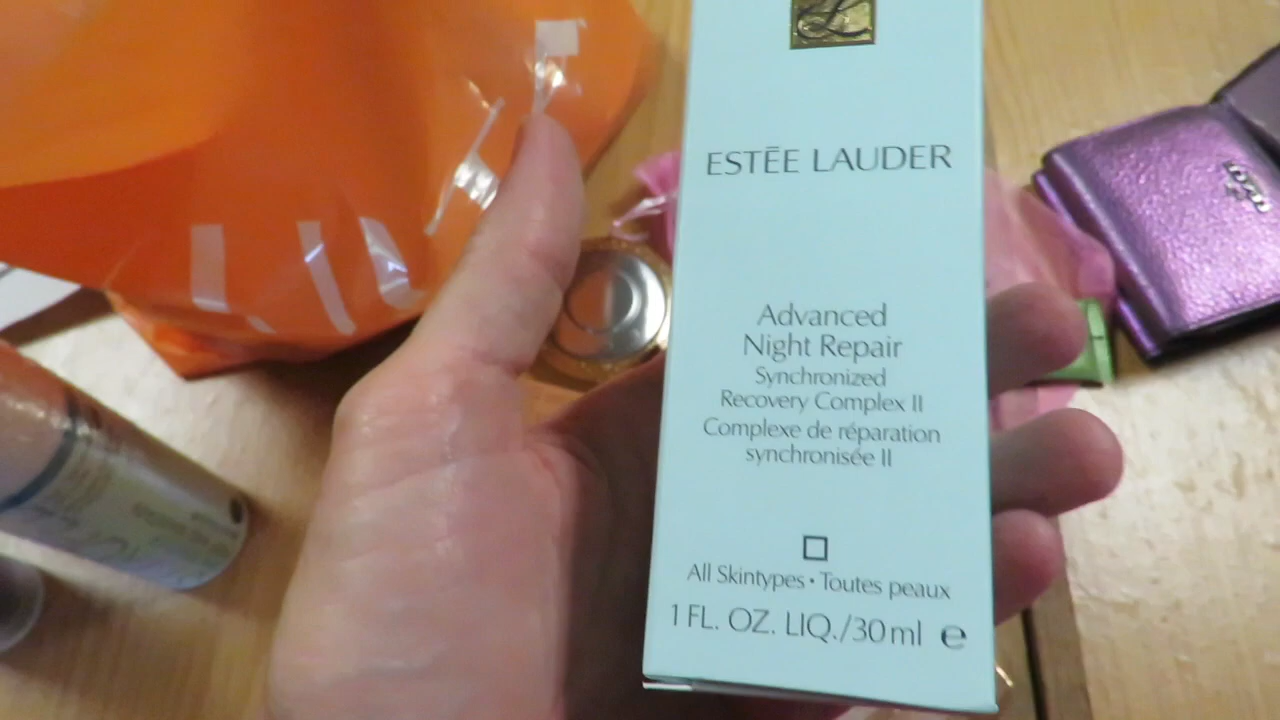 ESTĒE LAUDER
Advanced
Night Repair
Synchronized
Recovery Complex II
Complexe de réparation
synchronisée II
All Skintypes • Toutes peaux
1 FL. OZ. LIQ./30 ml e